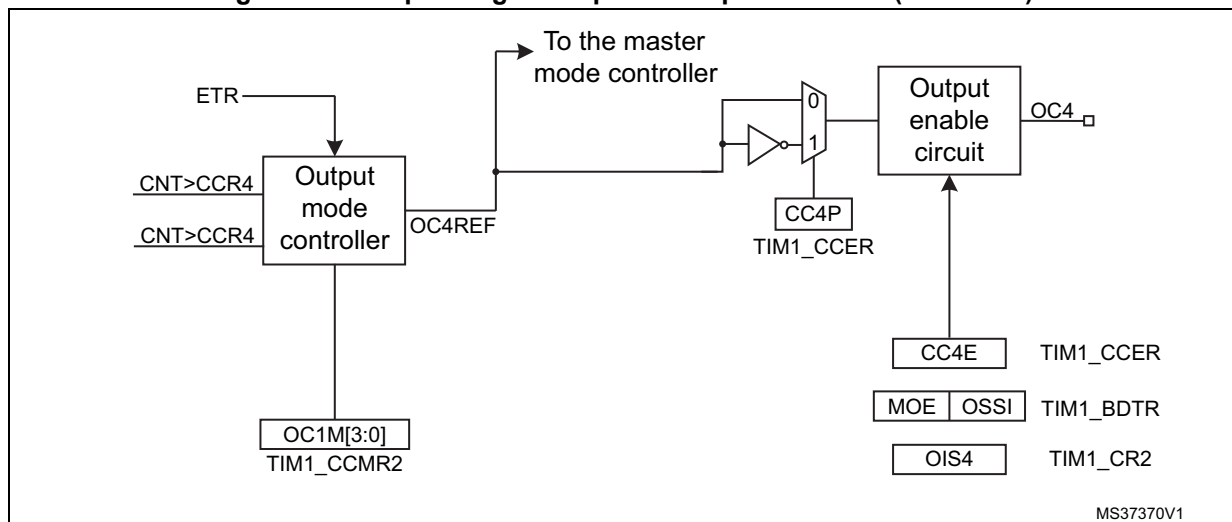 To the master
mode controller
ETR
0
1
Output
enable
circuit
OC4
CNT>CCR4
CNT>CCR4
Output
mode
controller
OC4REF
CC4P
TIM1_CCER
CC4E
TIM1_CCER
MOE
OSSI
TIM1_BDTR
OC1M[3:0]
TIM1_CCMR2
OIS4
TIM1_CR2
MS37370V1